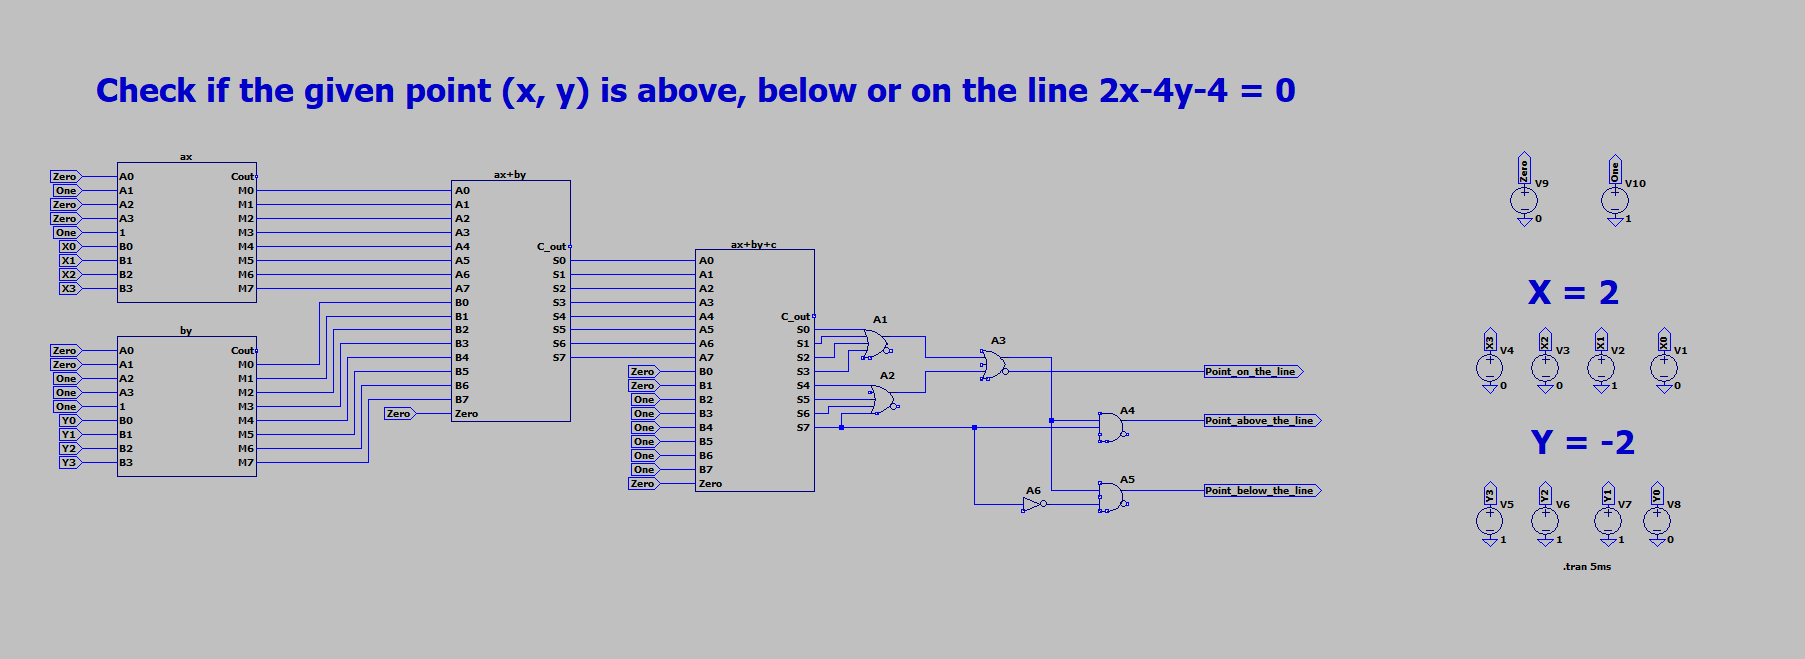 Check if the given point (x, y) is above, below or on the line 2x-4y-4 = 0
ax
Zero A0 Cout
One A1 M0
Zero A2 M1
Zero A3 M2
One 1 M3
X0 B0 M4
X1 B1 M5
X2 B2 M6
X3 B3 M7
by
Zero A0 Cout
Zero A1 M0
One A2 M1
One A3 M2
One 1 M3
Y0 B0 M4
Y1 B1 M5
Y2 B2 M6
Y3 B3 M7
ax+by
A0
A1
A2
A3
A4 C_out
A5 S0
A6 S1
A7 S2
B0 S3
B1 S4
B2 S5
B3 S6
B4 S7
B5
B6
B7
Zero Zero
ax+by+c
A0
A1
A2
A3
A4 C_out
A5 S0
A6 S1
A7 S2
Zero B0 S3
Zero B1 S4
One B2 S5
One B3 S6
One B4 S7
One B5
One B6
One B7
Zero Zero
A1
A2
A3
Point_on_the_line
A4
Point_above_the_line
A5
A6
Point_below_the_line
Zero V9 0
One V10 1
X = 2
X3 V4 0
X2 V3 0
X1 V2 1
X0 V1 0
Y = -2
Y3 V5 1
Y2 V6 1
Y1 V7 1
Y0 V8 0
.tran 5ms